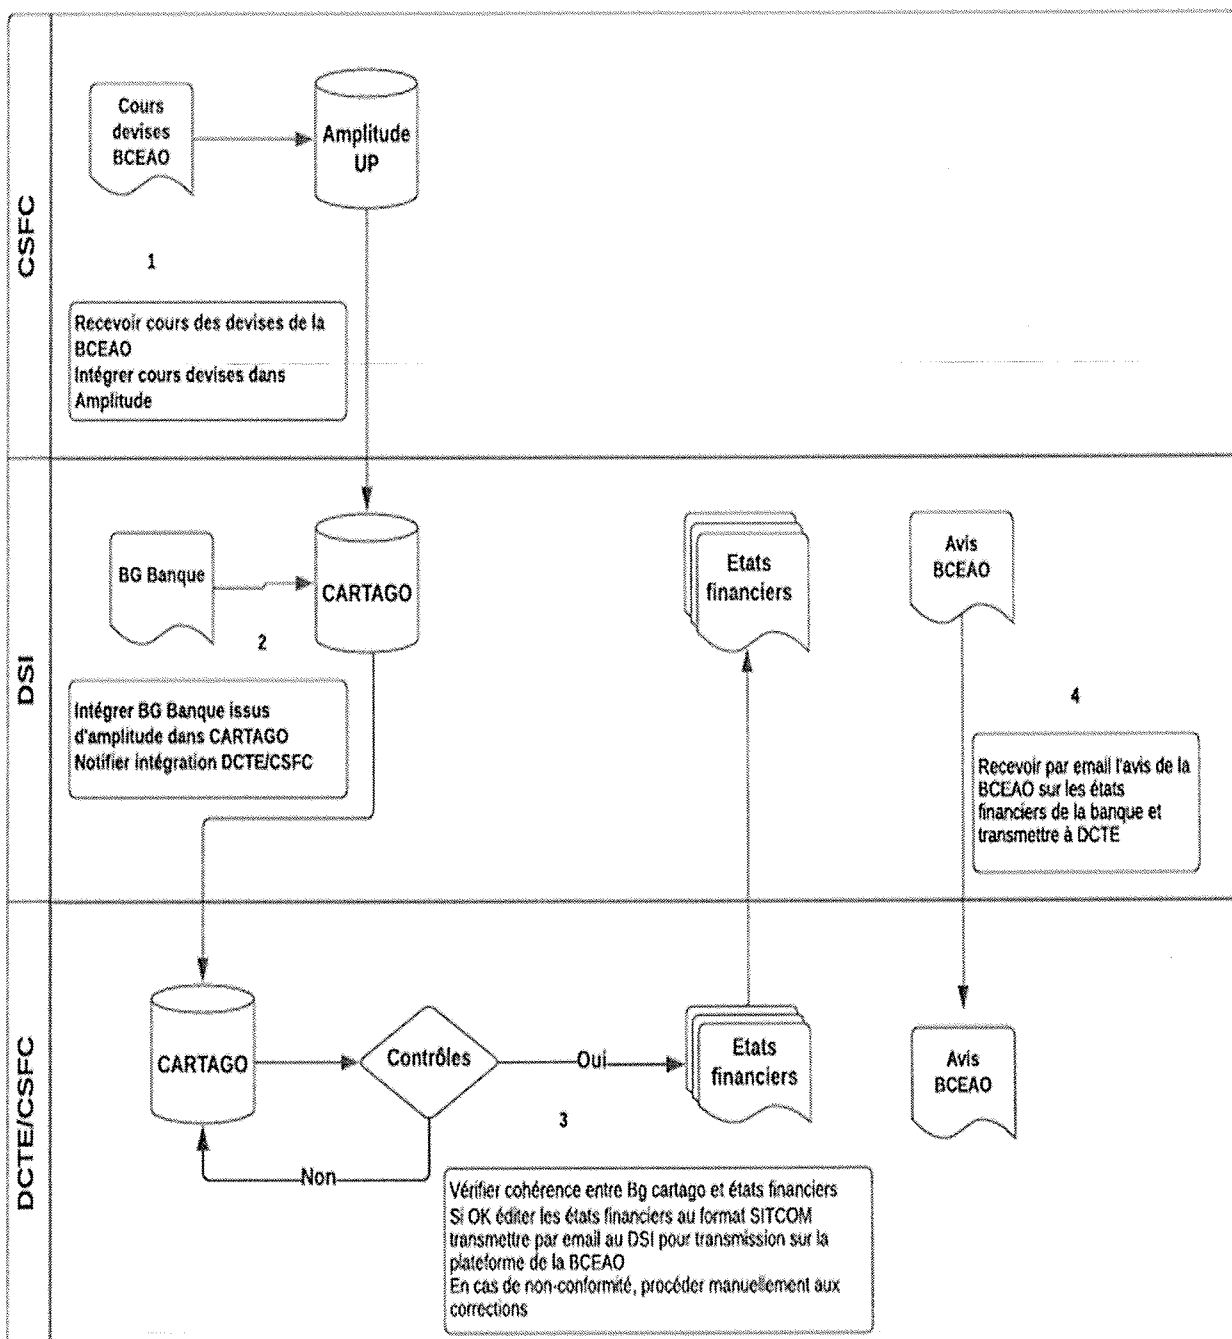 CSFC
Cours
devises
BCEAO
Amplitude
UP
1
Recevoir cours des devises de la
BCEAO
Intégrer cours devises dans
Amplitude
DSI
BG Banque
CARTAGO
2
Intégrer BG Banque issus
d'amplitude dans CARTAGO
Notifier intégration DCTE/CSFC
Etats
financiers
Avis
BCEAO
4
Recevoir par email l'avis de la
BCEAO sur les états
financiers de la banque et
transmettre à DCTE
DCTE/CSFC
CARTAGO
Contrôles
Oui
Non
Etats
financiers
3
Avis
BCEAO
Vérifier cohérence entre Bg cartago et états financiers
Si OK éditer les états financiers au format SITCOM
transmettre par email au DSI pour transmission sur la
plateforme de la BCEAO
En cas de non-conformité, procéder manuellement aux
corrections